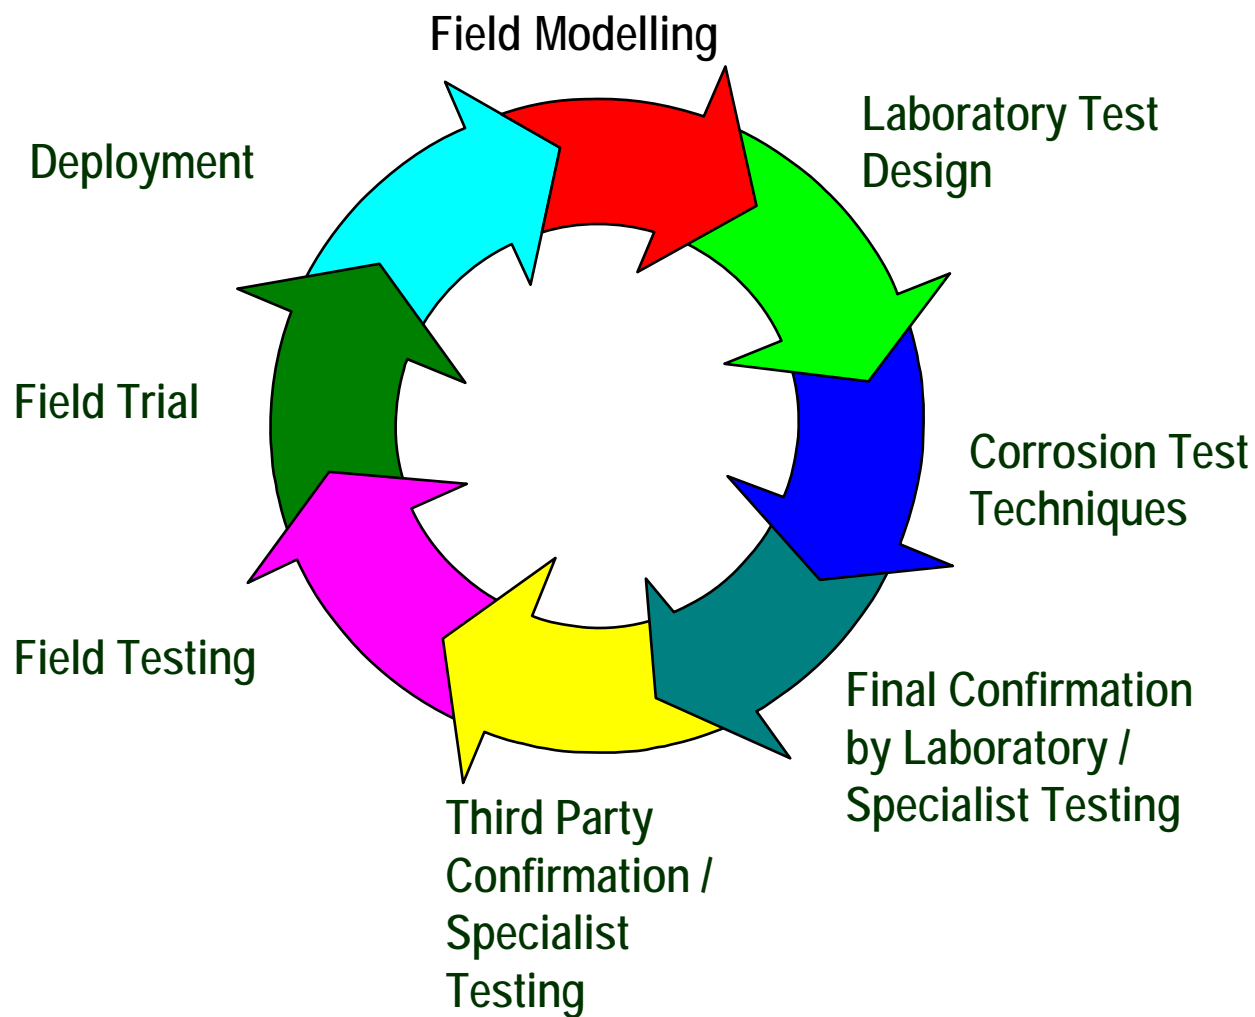 Field Modelling
Laboratory Test
Design
Corrosion Test
Techniques
Final Confirmation
by Laboratory /
Specialist Testing
Third Party
Confirmation /
Specialist
Testing
Field Testing
Field Trial
Deployment